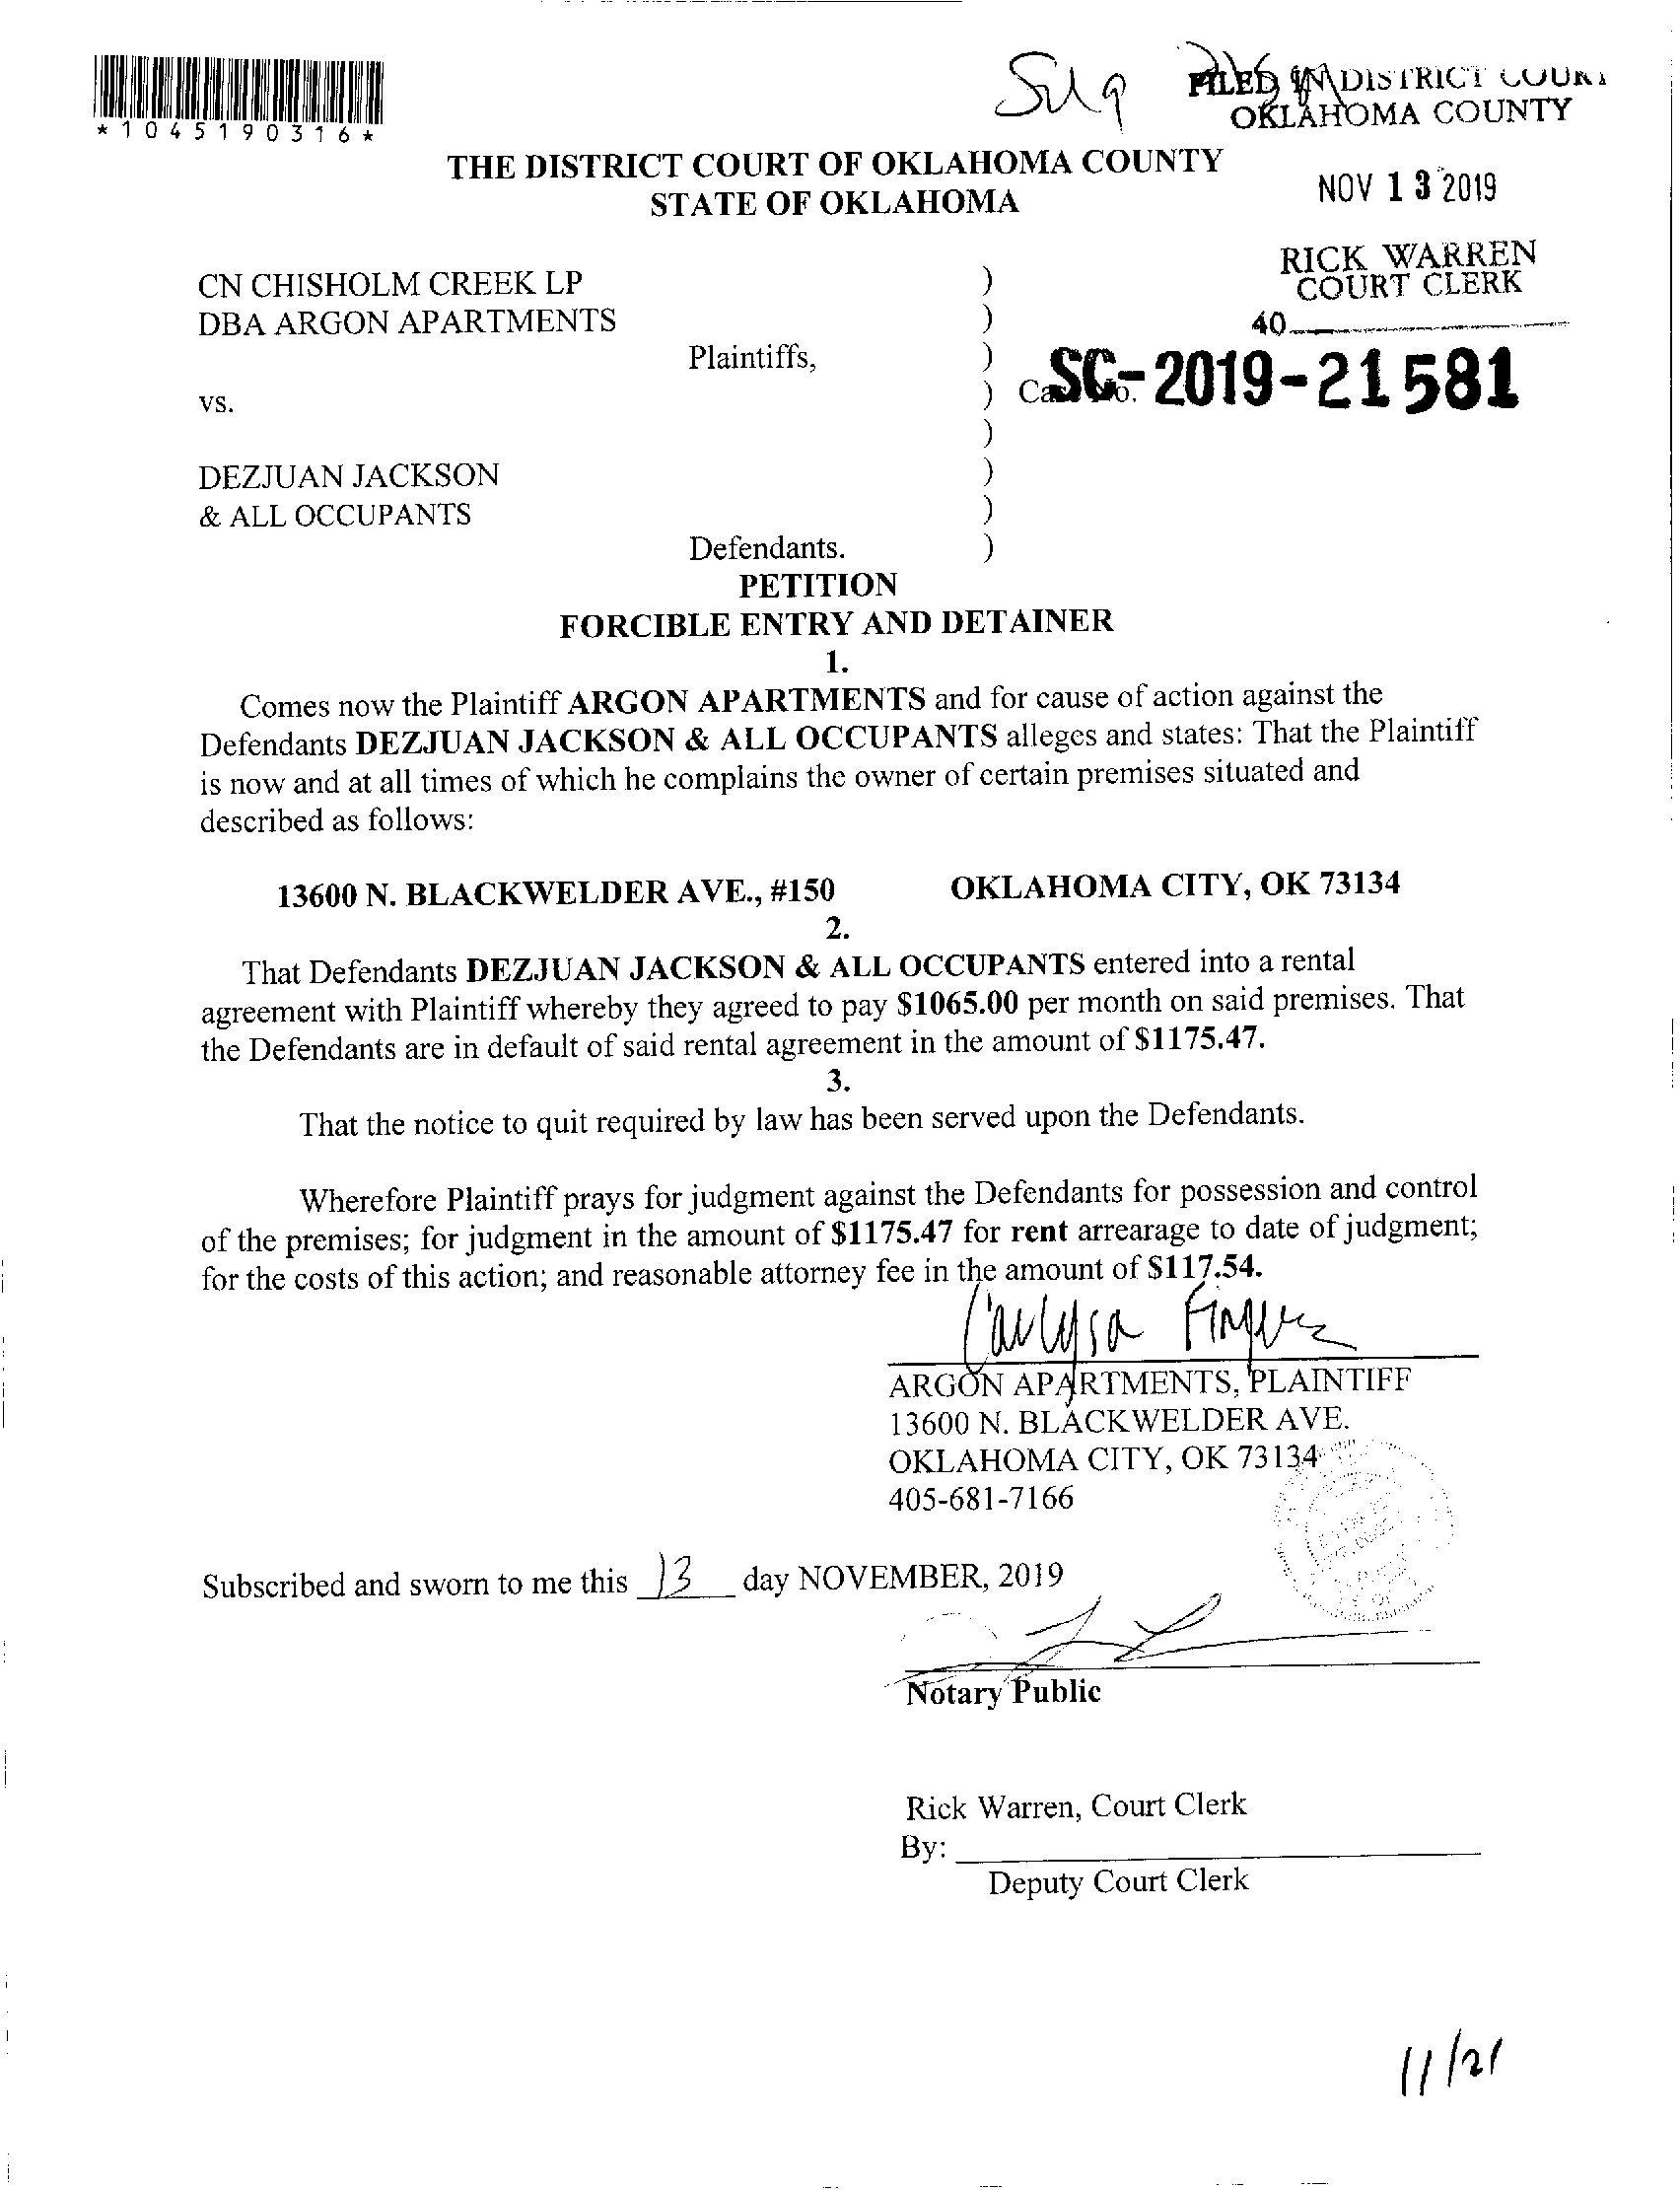 FILED IN DISTRICT COURT
OKLAHOMA COUNTY
*1045190316*
THE DISTRICT COURT OF OKLAHOMA COUNTY
STATE OF OKLAHOMA
NOV 13 2019
RICK WARREN
COURT CLERK
40
CN CHISHOLM CREEK LP )
DBA ARGON APARTMENTS )
Plaintiffs, )
vs. ) Case No. SC-2019-21581
)
DEZJUAN JACKSON )
& ALL OCCUPANTS )
Defendants. )
PETITION
FORCIBLE ENTRY AND DETAINER
1.
Comes now the Plaintiff ARGON APARTMENTS and for cause of action against the
Defendants DEZJUAN JACKSON & ALL OCCUPANTS alleges and states: That the Plaintiff
is now and at all times of which he complains the owner of certain premises situated and
described as follows:
13600 N. BLACKWELDER AVE., #150 OKLAHOMA CITY, OK 73134
2.
That Defendants DEZJUAN JACKSON & ALL OCCUPANTS entered into a rental
agreement with Plaintiff whereby they agreed to pay $1065.00 per month on said premises. That
the Defendants are in default of said rental agreement in the amount of $1175.47.
3.
That the notice to quit required by law has been served upon the Defendants.
Wherefore Plaintiff prays for judgment against the Defendants for possession and control
of the premises; for judgment in the amount of $1175.47 for rent arrearage to date of judgment;
for the costs of this action; and reasonable attorney fee in the amount of $117.54.
ARGON APARTMENTS, PLAINTIFF
13600 N. BLACKWELDER AVE.
OKLAHOMA CITY, OK 73134
405-681-7166
Subscribed and sworn to me this 13 day NOVEMBER, 2019
Notary Public
Rick Warren, Court Clerk
By:
Deputy Court Clerk
11/21